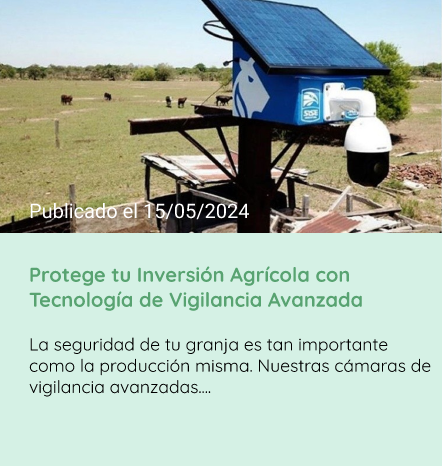 SISE
Publicado el 15/05/2024
Protege tu Inversión Agrícola con
Tecnología de Vigilancia Avanzada
La seguridad de tu granja es tan importante
como la producción misma. Nuestras cámaras de
vigilancia avanzadas....